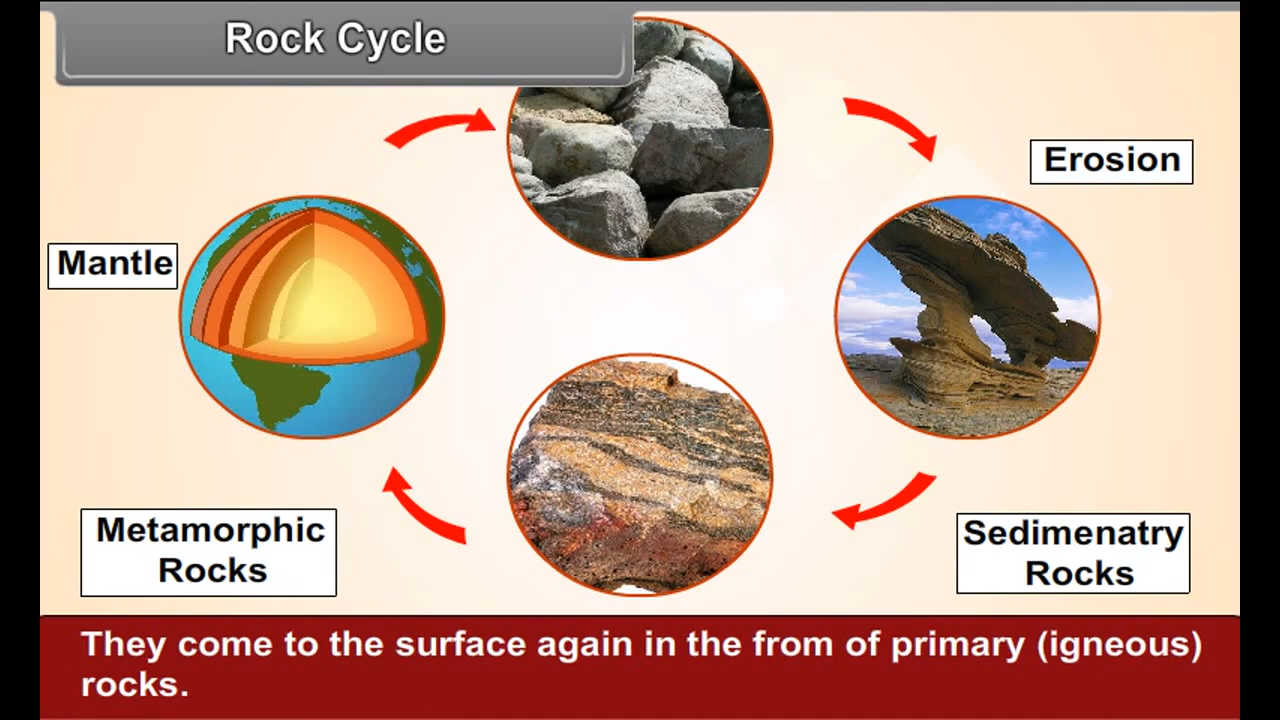 Rock Cycle
Erosion
Mantle
Metamorphic
Rocks
Sedimenatry
Rocks
They come to the surface again in the from of primary (igneous)
rocks.